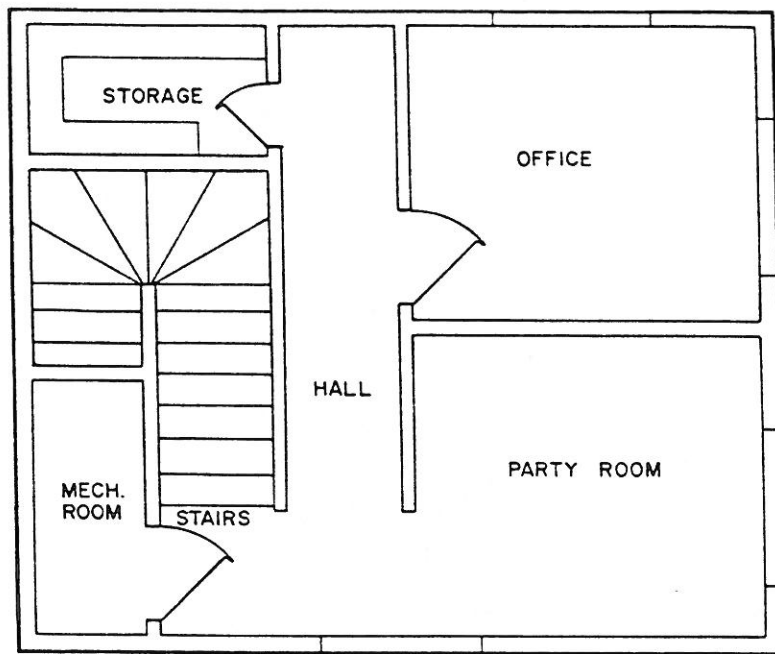 STORAGE
OFFICE
HALL
PARTY ROOM
MECH.
ROOM
STAIRS